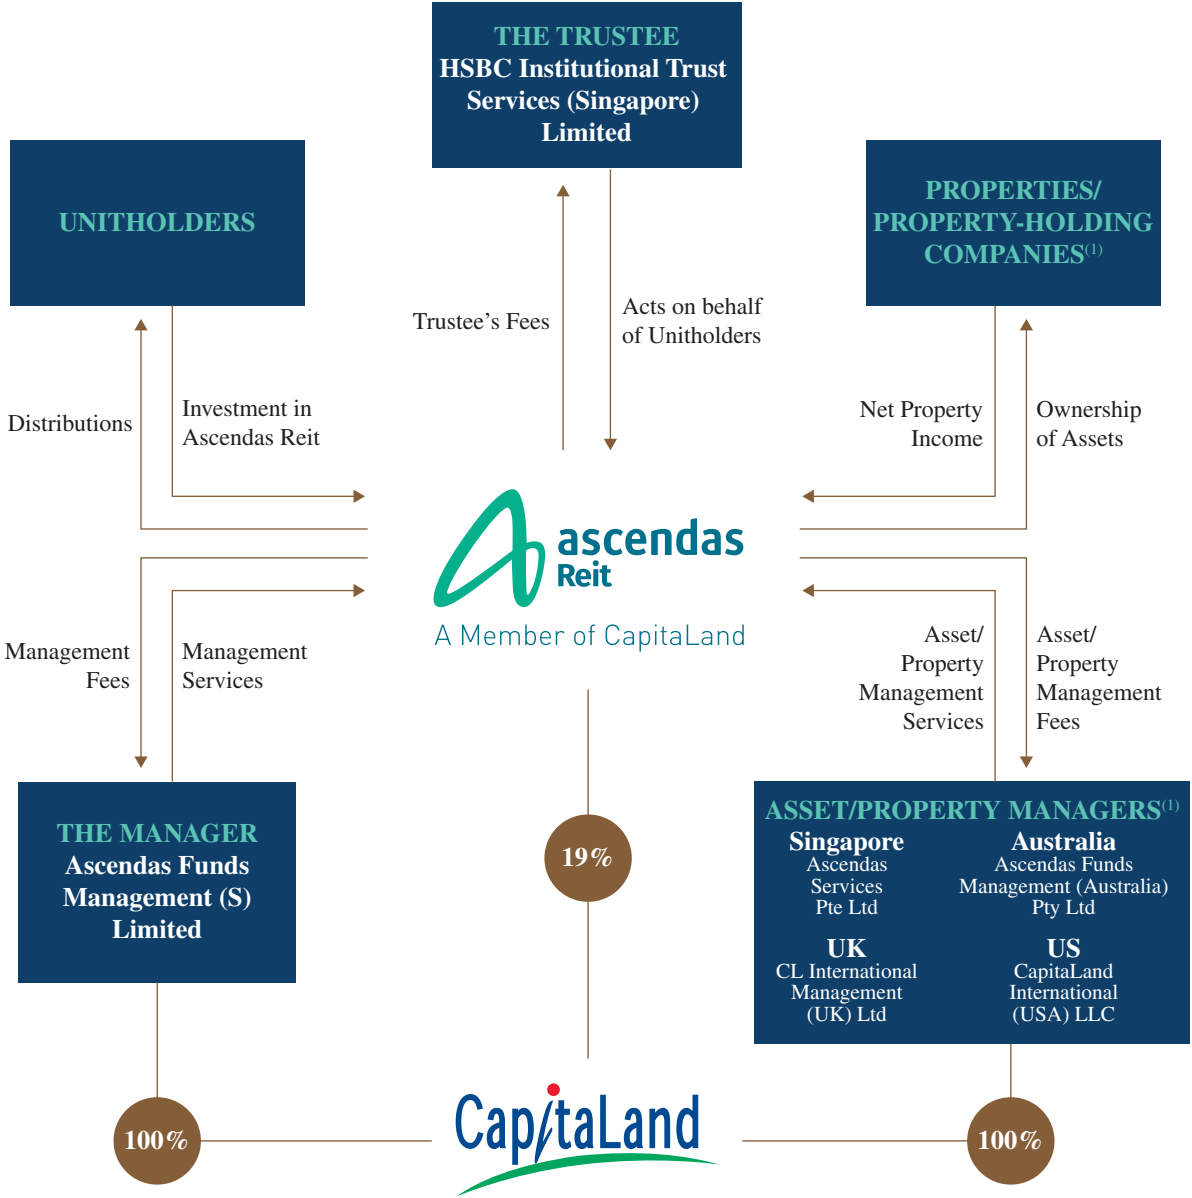 THE TRUSTEE
HSBC Institutional Trust
Services (Singapore)
Limited
UNITHOLDERS
PROPERTIES/
PROPERTY-HOLDING
COMPANIES(1)
Trustee’s Fees
Acts on behalf
of Unitholders
Distributions
Investment in
Ascendas Reit
Net Property
Income
Ownership
of Assets
ascendas
Reit
A Member of CapitaLand
Management
Fees
Management
Services
Asset/
Property
Management
Services
Asset/
Property
Management
Fees
THE MANAGER
Ascendas Funds
Management (S)
Limited
19%
ASSET/PROPERTY MANAGERS(1)
Singapore
Ascendas
Services
Pte Ltd
Australia
Ascendas Funds
Management (Australia)
Pty Ltd
UK
CL International
Management
(UK) Ltd
US
CapitaLand
International
(USA) LLC
100%
CapitaLand
100%